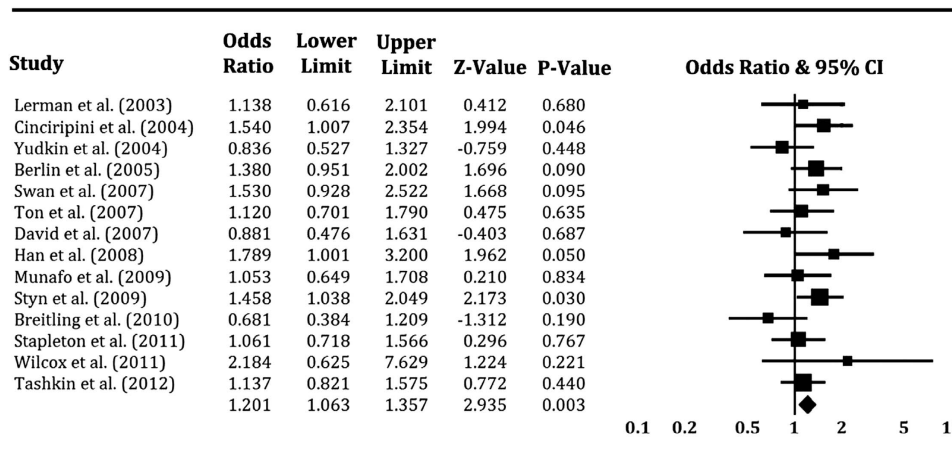 Study Odds Ratio Lower Limit Upper Limit Z-Value P-Value Odds Ratio & 95% CI
Lerman et al. (2003) 1.138 0.616 2.101 0.412 0.680
Cinciripini et al. (2004) 1.540 1.007 2.354 1.994 0.046
Yudkin et al. (2004) 0.836 0.527 1.327 -0.759 0.448
Berlin et al. (2005) 1.380 0.951 2.002 1.696 0.090
Swan et al. (2007) 1.530 0.928 2.522 1.668 0.095
Ton et al. (2007) 1.120 0.701 1.790 0.475 0.635
David et al. (2007) 0.881 0.476 1.631 -0.403 0.687
Han et al. (2008) 1.789 1.001 3.200 1.962 0.050
Munafo et al. (2009) 1.053 0.649 1.708 0.210 0.834
Styn et al. (2009) 1.458 1.038 2.049 2.173 0.030
Breitling et al. (2010) 0.681 0.384 1.209 -1.312 0.190
Stapleton et al. (2011) 1.061 0.718 1.566 0.296 0.767
Wilcox et al. (2011) 2.184 0.625 7.629 1.224 0.221
Tashkin et al. (2012) 1.137 0.821 1.575 0.772 0.440
1.201 1.063 1.357 2.935 0.003
0.1 0.2 0.5 1 2 5 1